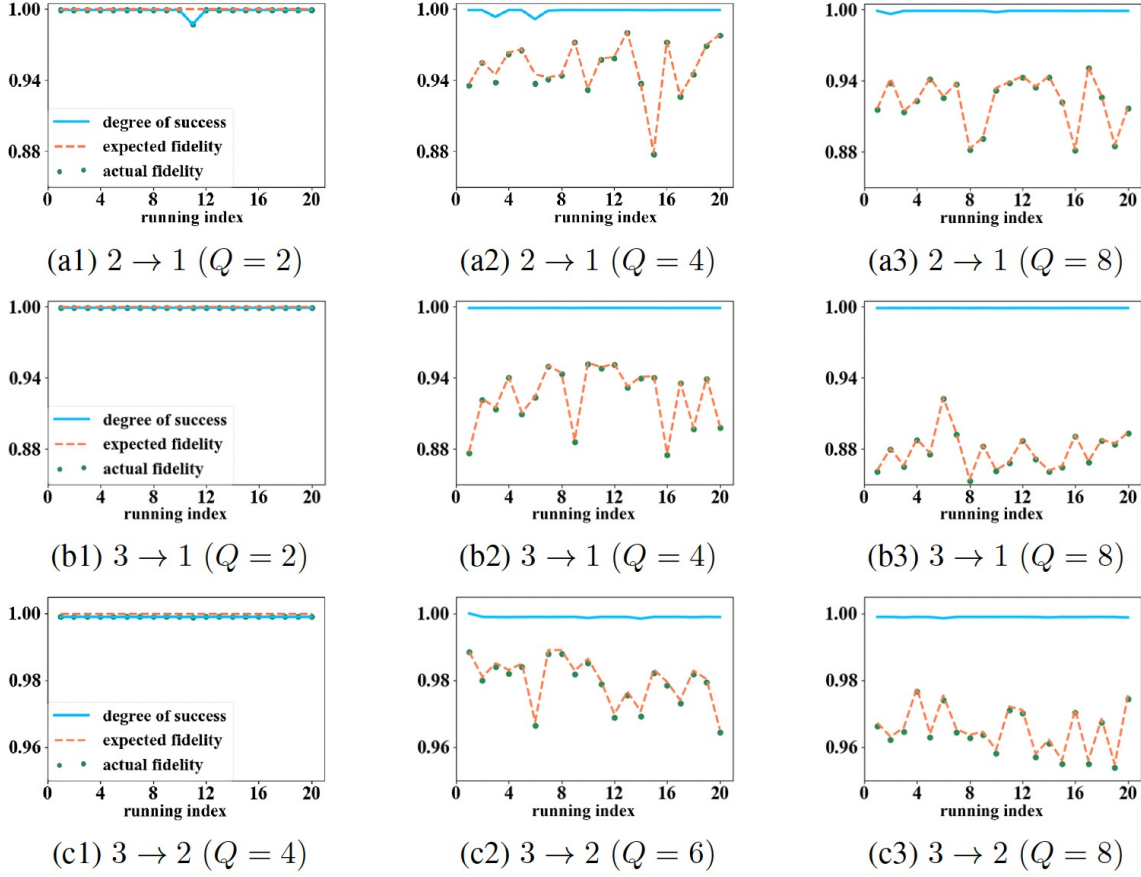 1.00
0.94
0.88
degree of success
expected fidelity
actual fidelity
0 4 8 12 16 20
running index
(a1) 2 → 1 (Q = 2)
1.00
0.94
0.88
0 4 8 12 16 20
running index
(a2) 2 → 1 (Q = 4)
1.00
0.94
0.88
0 4 8 12 16 20
running index
(a3) 2 → 1 (Q = 8)
1.00
0.94
0.88
degree of success
expected fidelity
actual fidelity
0 4 8 12 16 20
running index
(b1) 3 → 1 (Q = 2)
1.00
0.94
0.88
0 4 8 12 16 20
running index
(b2) 3 → 1 (Q = 4)
1.00
0.94
0.88
0 4 8 12 16 20
running index
(b3) 3 → 1 (Q = 8)
1.00
0.98
0.96
degree of success
expected fidelity
actual fidelity
0 4 8 12 16 20
running index
(c1) 3 → 2 (Q = 4)
1.00
0.98
0.96
0 4 8 12 16 20
running index
(c2) 3 → 2 (Q = 6)
1.00
0.98
0.96
0 4 8 12 16 20
running index
(c3) 3 → 2 (Q = 8)